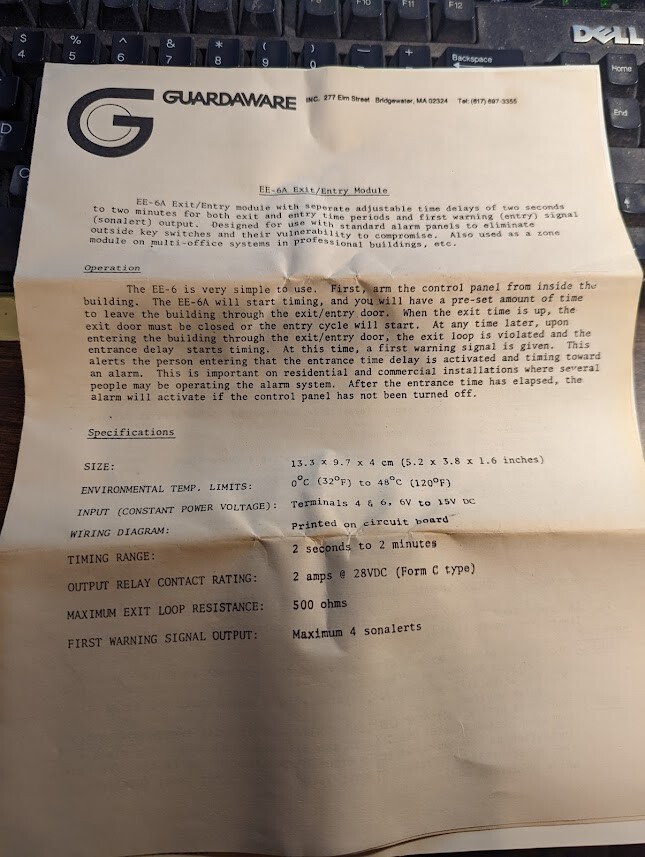 F10 F11 F12
$ % ^ & * ( ) — +
4 5 6 7 8 9 0
Backspace
DELL
Home
End
D
GUARDAWARE INC. 277 Elm Street Bridgewater, MA 02324 Tel: (617) 697-3355
EE-6A Exit/Entry Module
EE-6A Exit/Entry module with seperate adjustable time delays of two seconds
to two minutes for both exit and entry time periods and first warning (entry) signal
(sonalert) output. Designed for use with standard alarm panels to eliminate
outside key switches and their vulnerability to compromise. Also used as a zone
module on multi-office systems in professional buildings, etc.
Operation
The EE-6 is very simple to use. First, arm the control panel from inside the
building. The EE-6A will start timing, and you will have a pre-set amount of time
to leave the building through the exit/entry door. When the exit time is up, the
exit door must be closed or the entry cycle will start. At any time later, upon
entering the building through the exit/entry door, the exit loop is violated and the
entrance delay starts timing. At this time, a first warning signal is given. This
alerts the person entering that the entrance time delay is activated and timing toward
an alarm. This is important on residential and commercial installations where several
people may be operating the alarm system. After the entrance time has elapsed, the
alarm will activate if the control panel has not been turned off.
Specifications
SIZE: 13.3 x 9.7 x 4 cm (5.2 x 3.8 x 1.6 inches)
ENVIRONMENTAL TEMP. LIMITS: 0°C (32°F) to 48°C (120°F)
INPUT (CONSTANT POWER VOLTAGE): Terminals 4 & 6, 6V to 15V DC
WIRING DIAGRAM: Printed on circuit board
TIMING RANGE: 2 seconds to 2 minutes
OUTPUT RELAY CONTACT RATING: 2 amps @ 28VDC (Form C type)
MAXIMUM EXIT LOOP RESISTANCE: 500 ohms
FIRST WARNING SIGNAL OUTPUT: Maximum 4 sonalerts